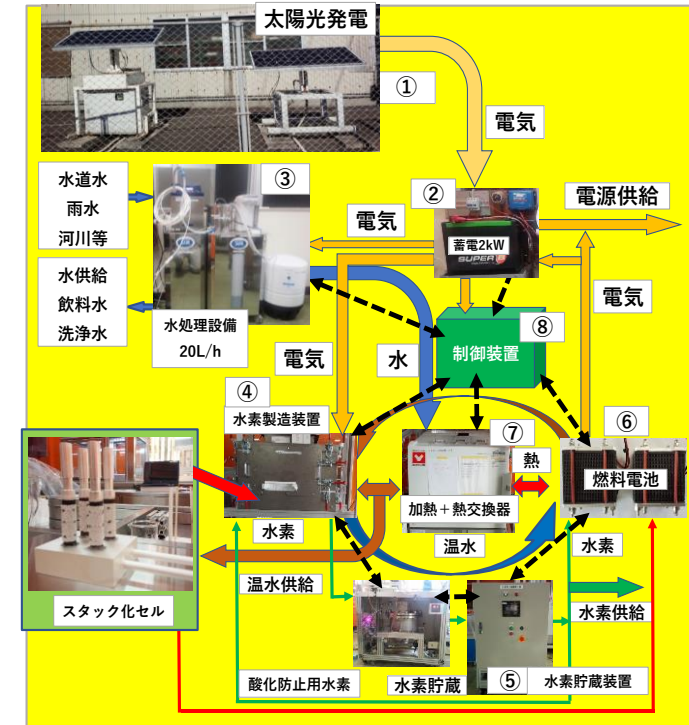 太陽光発電
①
電気
水道水
雨水
河川等
③
②
電源供給
電気
蓄電2kW
SUPER B
水供給
飲料水
洗浄水
電気
水処理設備
20L/h
⑧
制御装置
電気
水
④
水素製造装置
⑦
⑥
熱
燃料電池
加熱＋熱交換器
水素
温水
水素
スタック化セル
温水供給
水素供給
酸化防止用水素
水素貯蔵
⑤
水素貯蔵装置